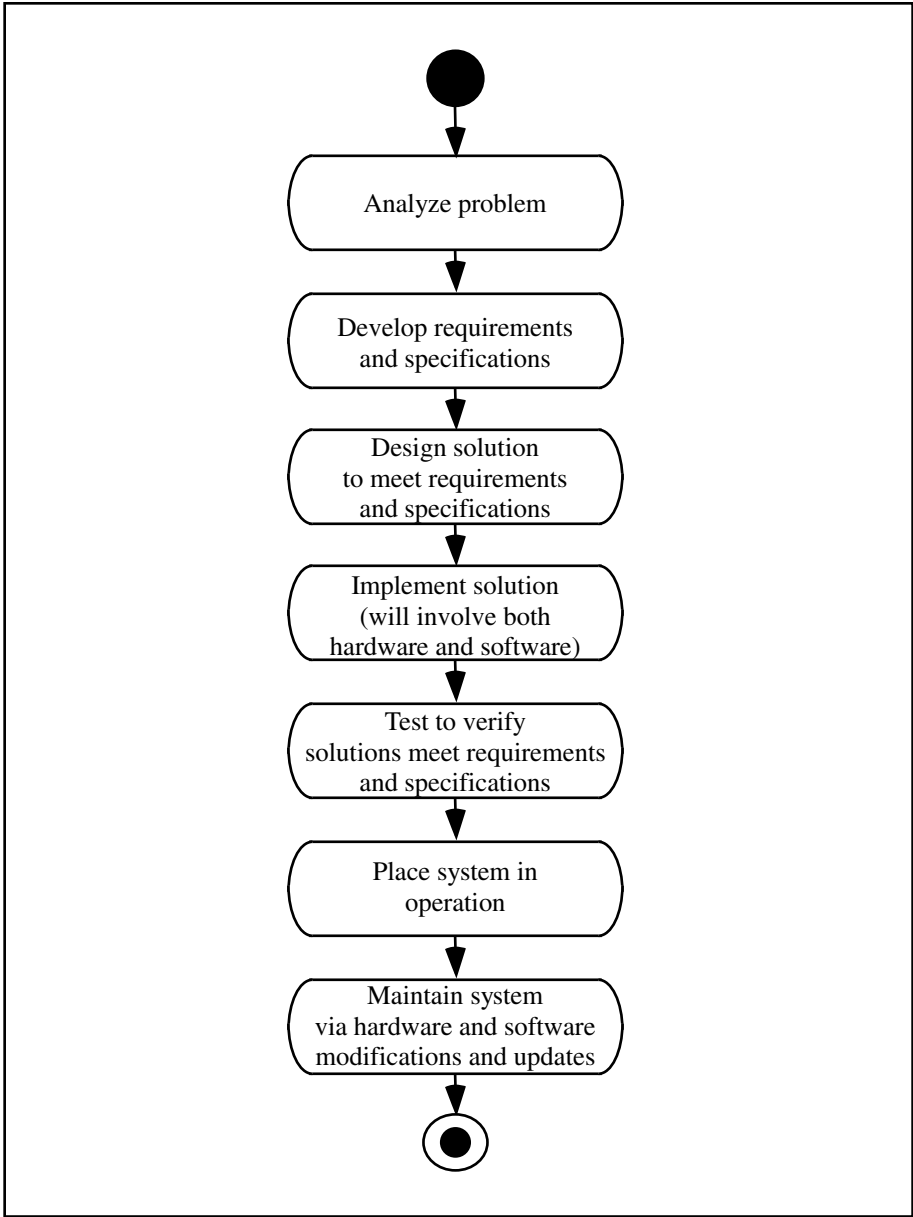 Analyze problem
Develop requirements
and specifications
Design solution
to meet requirements
and specifications
Implement solution
(will involve both
hardware and software)
Test to verify
solutions meet requirements
and specifications
Place system in
operation
Maintain system
via hardware and software
modifications and updates